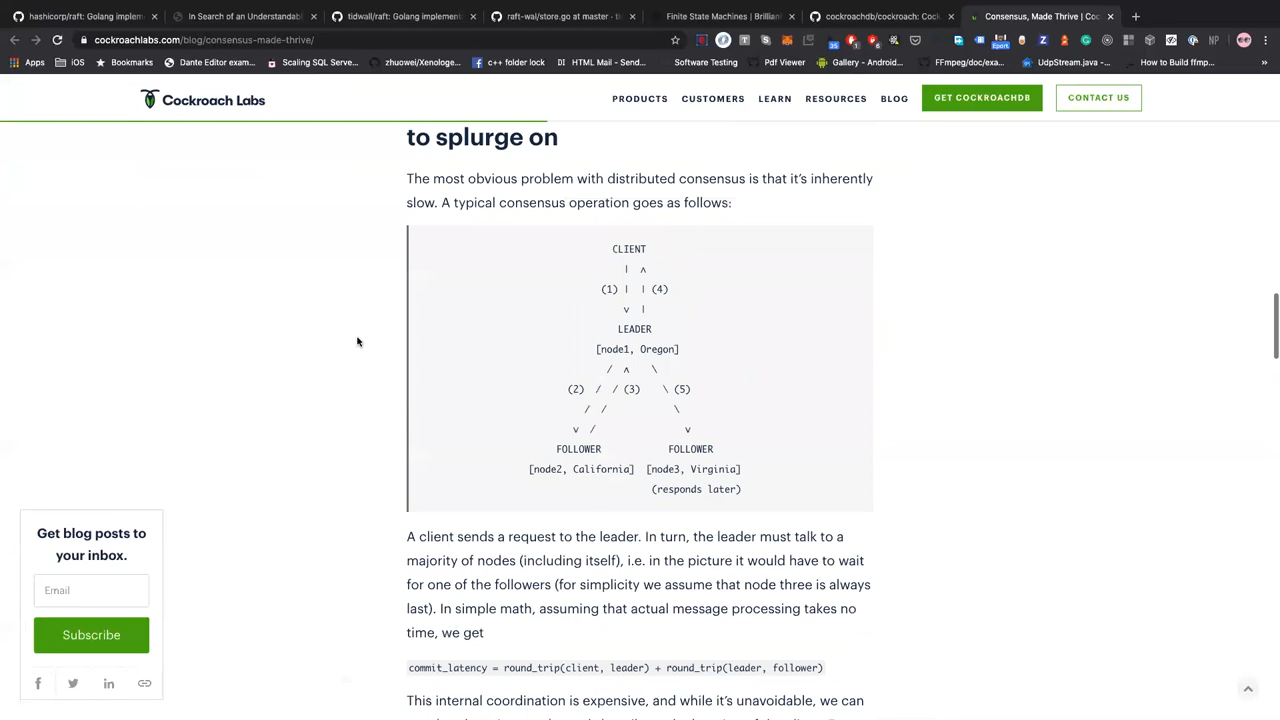 hashicorp/raft: Golang implemen
In Search of an Understandabl
tidwall/raft: Golang implement
raft-wal/store.go at master · t
Finite State Machines | Brillian
cockroachdb/cockroach: Cock
Consensus, Made Thrive | Coc
cockroachlabs.com/blog/consensus-made-thrive/
Apps
iOS
Bookmarks
Dante Editor exam...
Scaling SQL Serve...
zhuowei/Xenologe...
c++ folder lock
HTML Mail - Send...
Software Testing
Pdf Viewer
Gallery - Android...
FFmpeg/doc/exa...
UdpStream.java -...
How to Build ffmp...
Cockroach Labs
PRODUCTS
CUSTOMERS
LEARN
RESOURCES
BLOG
GET COCKROACHDB
CONTACT US
to splurge on
The most obvious problem with distributed consensus is that it's inherently
slow. A typical consensus operation goes as follows:
CLIENT
| ^
(1) | | (4)
v |
LEADER
[node1, Oregon]
/ ^ \
(2) / / (3) \ (5)
/ / \
v / v
FOLLOWER FOLLOWER
[node2, California] [node3, Virginia]
(responds later)
A client sends a request to the leader. In turn, the leader must talk to a
majority of nodes (including itself), i.e. in the picture it would have to wait
for one of the followers (for simplicity we assume that node three is always
last). In simple math, assuming that actual message processing takes no
time, we get
commit_latency = round_trip(client, leader) + round_trip(leader, follower)
This internal coordination is expensive, and while it's unavoidable, we can
Get blog posts to
your inbox.
Email
Subscribe